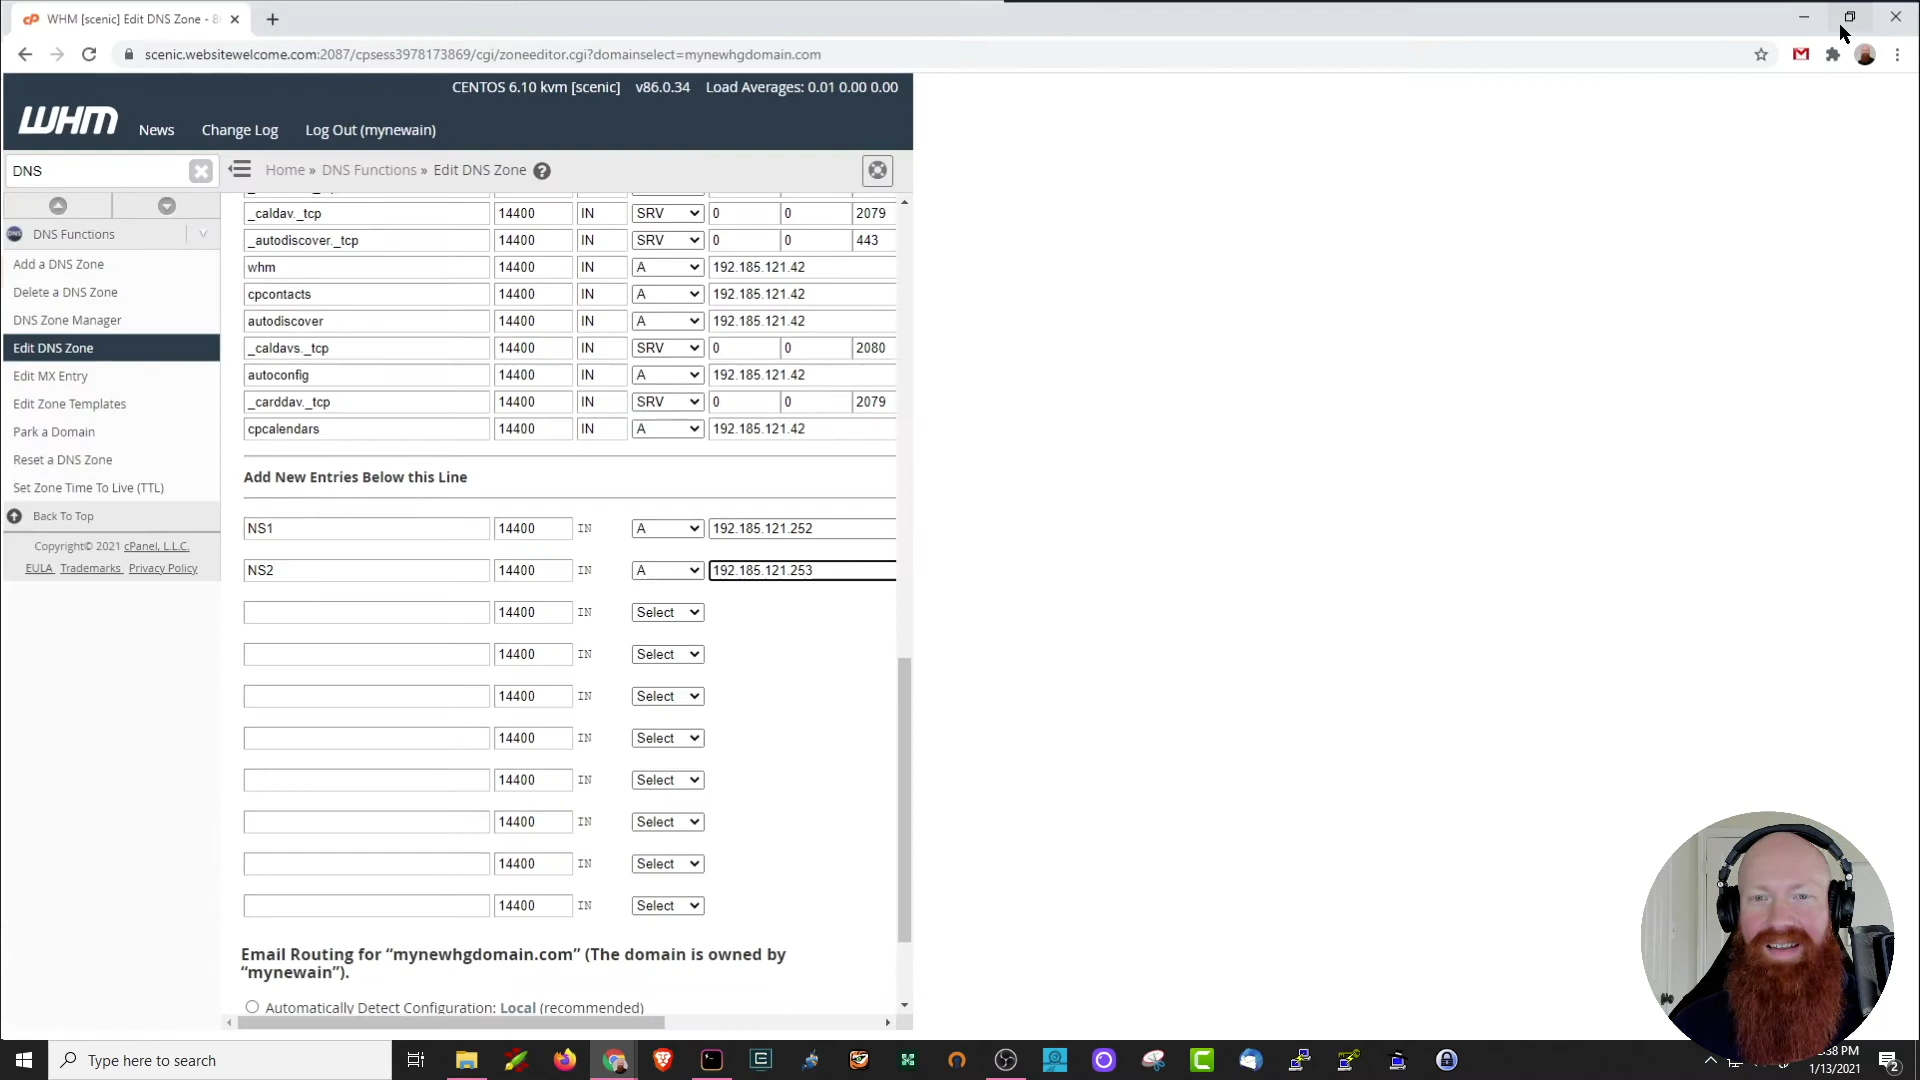 WHM [scenic] Edit DNS Zone - 8
scenic.websitewelcome.com:2087/cpsess3978173869/cgi/zoneeditor.cgi?domainselect=mynewhgdomain.com
CENTOS 6.10 kvm [scenic] v86.0.34 Load Averages: 0.01 0.00 0.00
WHM News Change Log Log Out (mynewain)
DNS
Home » DNS Functions » Edit DNS Zone
DNS Functions
Add a DNS Zone
Delete a DNS Zone
DNS Zone Manager
Edit DNS Zone
Edit MX Entry
Edit Zone Templates
Park a Domain
Reset a DNS Zone
Set Zone Time To Live (TTL)
Back To Top
Copyright© 2021 cPanel, L.L.C.
EULA Trademarks Privacy Policy
_caldav._tcp 14400 IN SRV 0 0 2079
_autodiscover._tcp 14400 IN SRV 0 0 443
whm 14400 IN A 192.185.121.42
cpcontacts 14400 IN A 192.185.121.42
autodiscover 14400 IN A 192.185.121.42
_caldavs._tcp 14400 IN SRV 0 0 2080
autoconfig 14400 IN A 192.185.121.42
_carddav._tcp 14400 IN SRV 0 0 2079
cpcalendars 14400 IN A 192.185.121.42
Add New Entries Below this Line
NS1 14400 IN A 192.185.121.252
NS2 14400 IN A 192.185.121.253
14400 IN Select
14400 IN Select
14400 IN Select
14400 IN Select
14400 IN Select
14400 IN Select
14400 IN Select
14400 IN Select
Email Routing for “mynewhgdomain.com” (The domain is owned by
“mynewain”).
Automatically Detect Configuration: Local (recommended)
Type here to search
:38 PM
1/13/2021
2